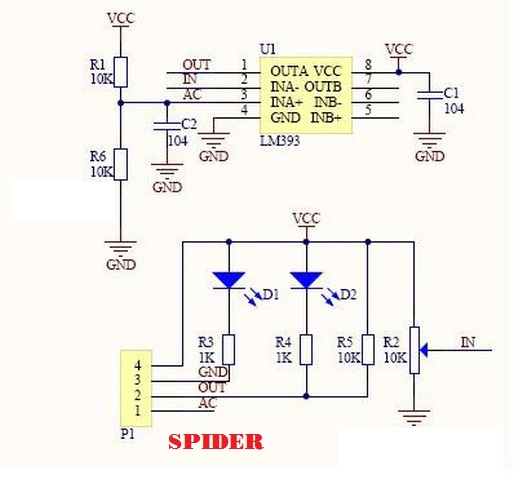 VCC
R1
10K
R6
10K
GND
C2
104
GND
OUT
IN
AC
1
2
3
4
GND
U1
OUTA VCC
INA- OUTB
INA+ INB-
GND INB+
LM393
8
7
6
5
VCC
C1
104
GND
VCC
D1
D2
R3
1K
R4
1K
R5
10K
R2
10K
IN
4
3
2
1
GND
OUT
AC
P1
SPIDER